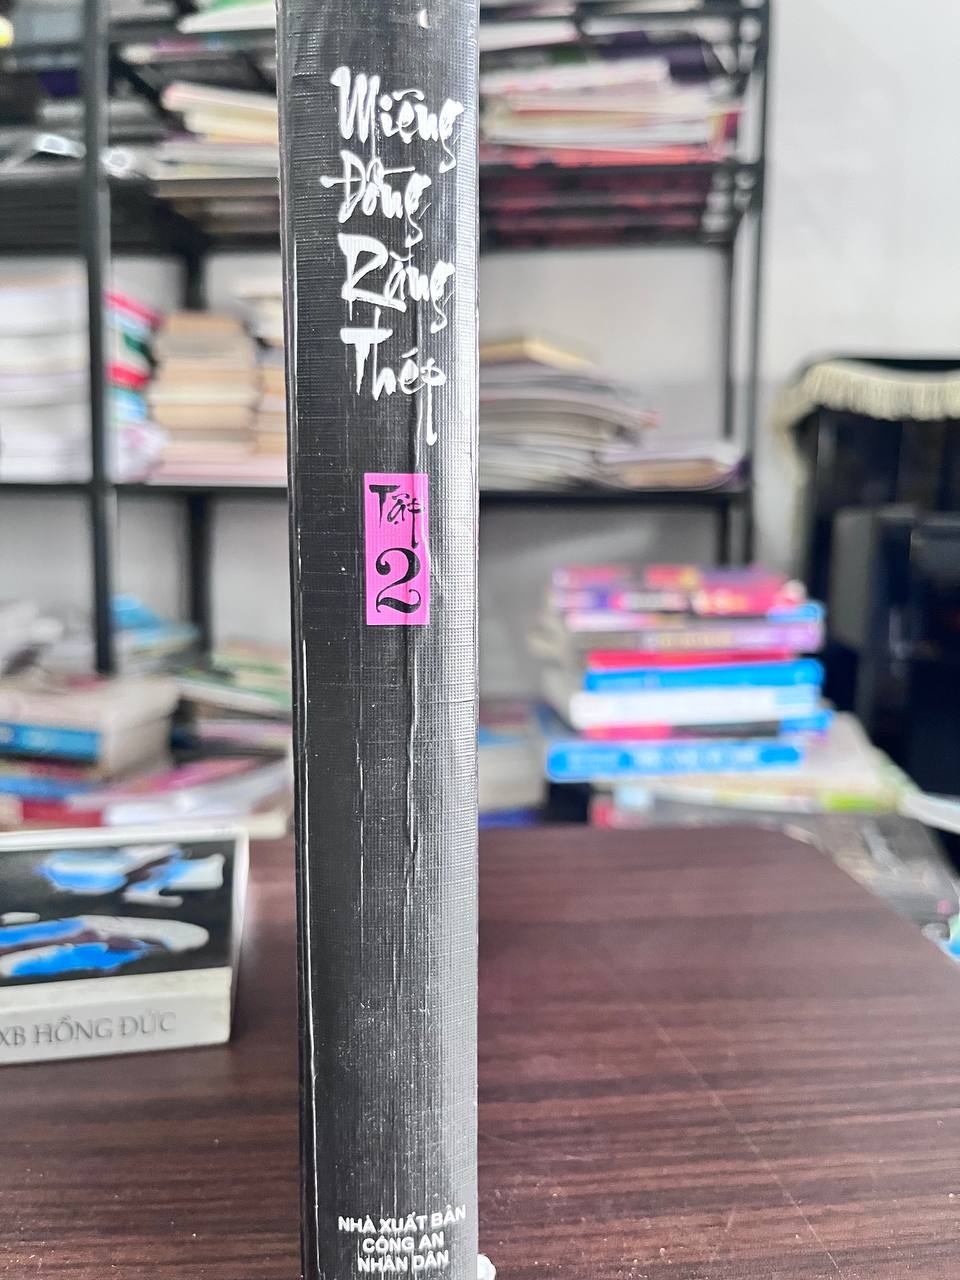 Miệng
Đồng
Răng
Thép
Tập
2
NHÀ XUẤT BẢN
CÔNG AN
NHÂN DÂN
XB HỒNG ĐỨC